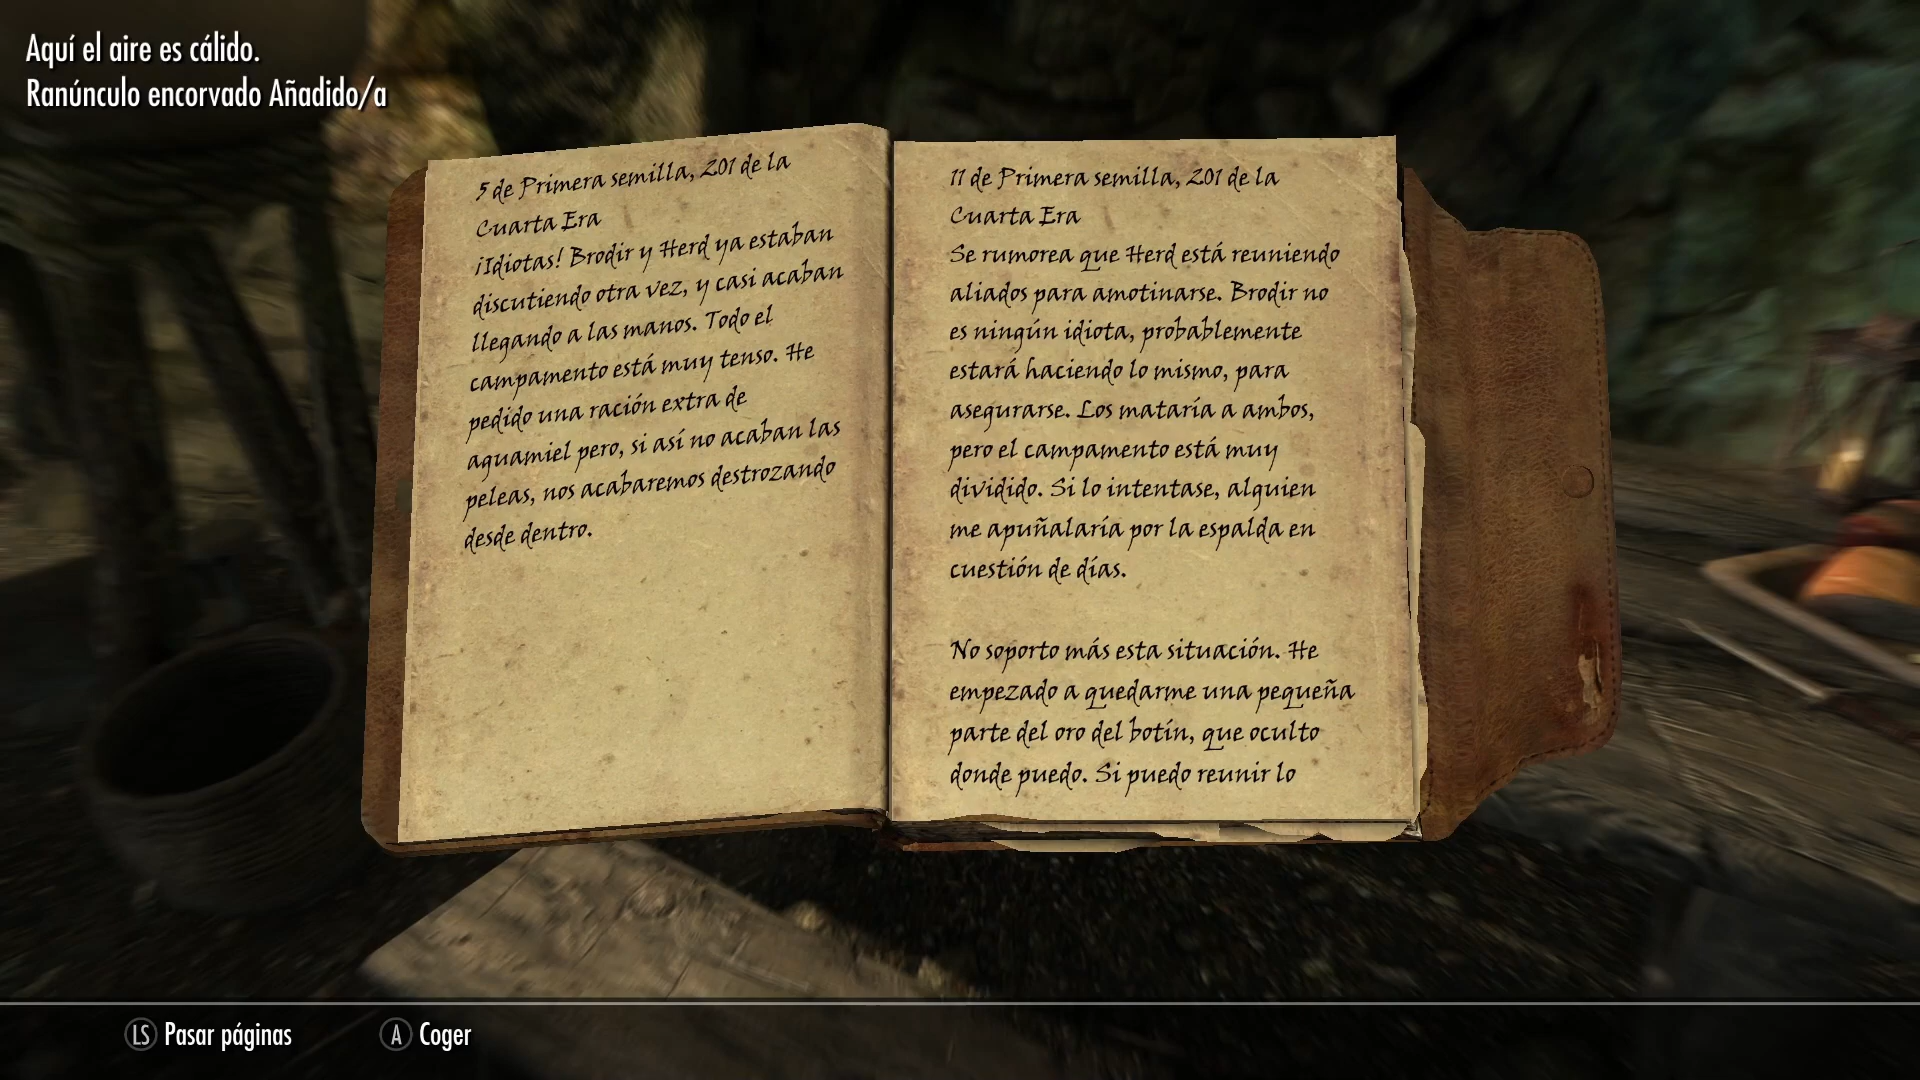 Aquí el aire es cálido.
Ranúnculo encorvado Añadido/a
5 de Primera semilla, 201 de la
Cuarta Era
¡Idiotas! Brodir y Herd ya estaban
discutiendo otra vez, y casi acaban
llegando a las manos. Todo el
campamento está muy tenso. He
pedido una ración extra de
aguamiel pero, si así no acaban las
peleas, nos acabaremos destrozando
desde dentro.
11 de Primera semilla, 201 de la
Cuarta Era
Se rumorea que Herd está reuniendo
aliados para amotinarse. Brodir no
es ningún idiota, probablemente
estará haciendo lo mismo, para
asegurarse. Los mataría a ambos,
pero el campamento está muy
dividido. Si lo intentase, alguien
me apuñalaría por la espalda en
cuestión de días.
No soporto más esta situación. He
empezado a quedarme una pequeña
parte del oro del botín, que oculto
donde puedo. Si puedo reunir lo
LS Pasar páginas
A Coger